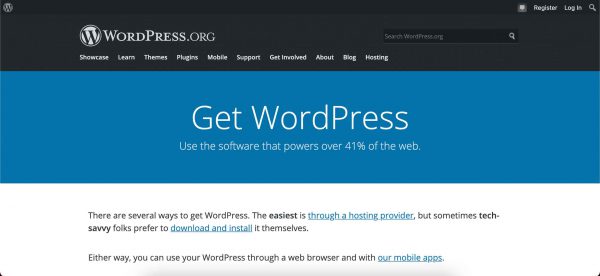 Register Log In
WORDPRESS.ORG
Search WordPress.org
Showcase Learn Themes Plugins Mobile Support Get Involved About Blog Hosting
Get WordPress
Use the software that powers over 41% of the web.
There are several ways to get WordPress. The easiest is through a hosting provider, but sometimes tech-
savvy folks prefer to download and install it themselves.
Either way, you can use your WordPress through a web browser and with our mobile apps.